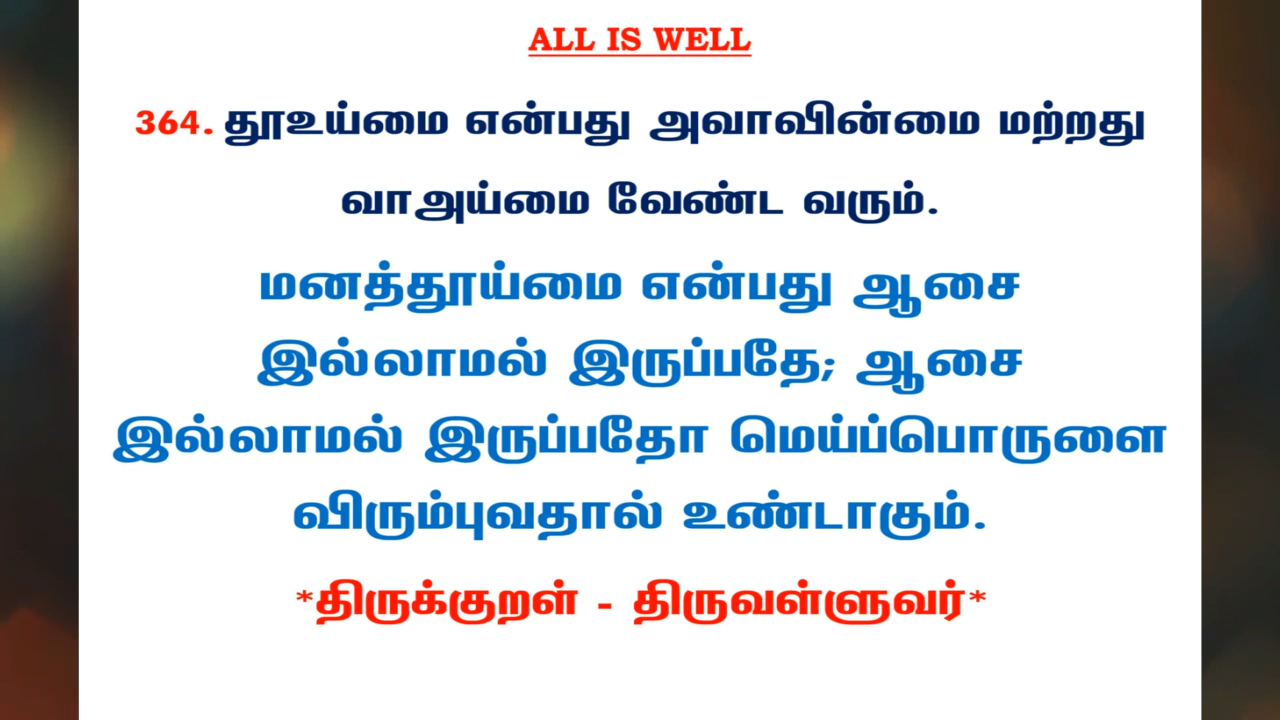 ALL IS WELL
364. தூஉய்மை என்பது அவாவின்மை மற்றது
வாஅய்மை வேண்ட வரும்.
மனத்தூய்மை என்பது ஆசை
இல்லாமல் இருப்பதே; ஆசை
இல்லாமல் இருப்பதோ மெய்ப்பொருளை
விரும்புவதால் உண்டாகும்.
*திருக்குறள் - திருவள்ளுவர்*